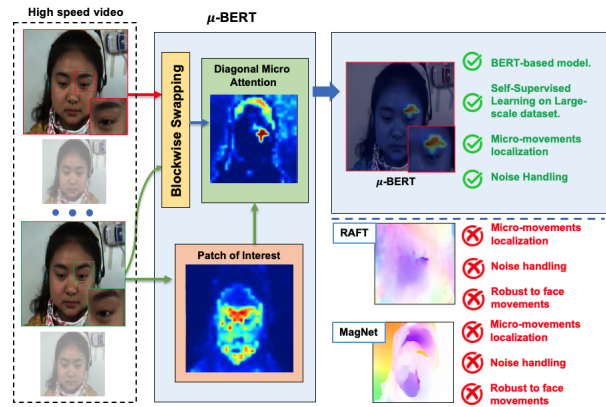 High speed video
μ-BERT
Blockwise Swapping
Diagonal Micro
Attention
Patch of Interest
μ-BERT
BERT-based model.
Self-Supervised
Learning on Large-
scale dataset.
Micro-movements
localization
Noise Handling
RAFT
Micro-movements
localization
Noise handling
Robust to face
movements
MagNet
Micro-movements
localization
Noise handling
Robust to face
movements